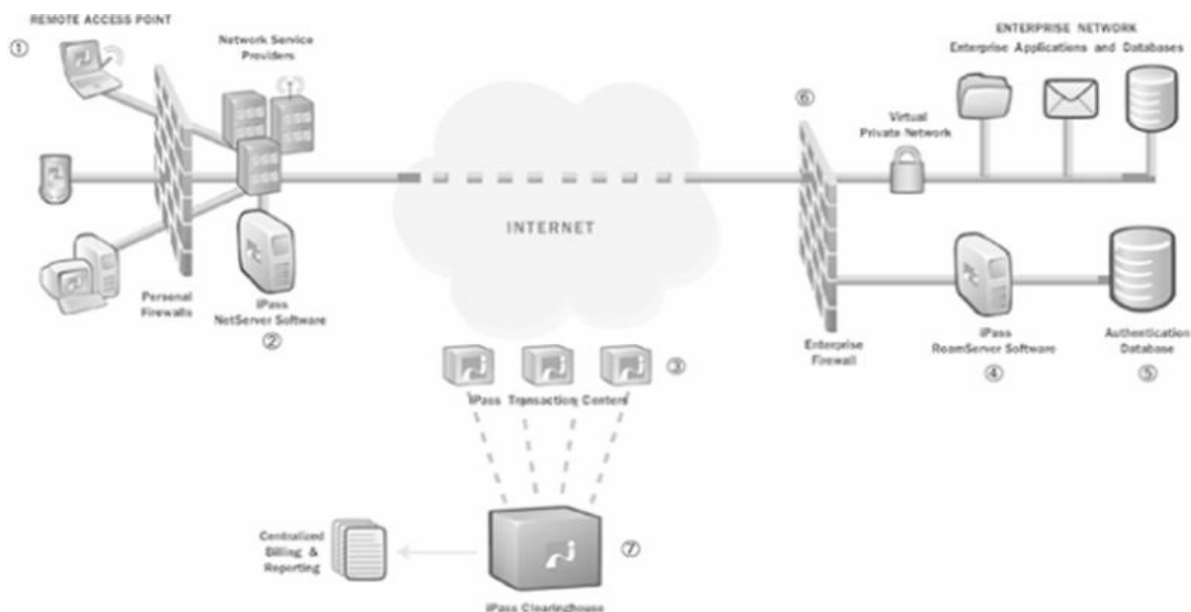 REMOTE ACCESS POINT
①
Network Service
Providers
Personal
Firewalls
iPass
NetServer Software
②
INTERNET
⑥
ENTERPRISE NETWORK
Enterprise Applications and Databases
Virtual
Private Network
Enterprise
Firewall
iPass
RoamServer Software
④
Authentication
Database
⑤
③
iPass Transaction Centers
Centralized
Billing &
Reporting
⑦
iPass Clearinghouse